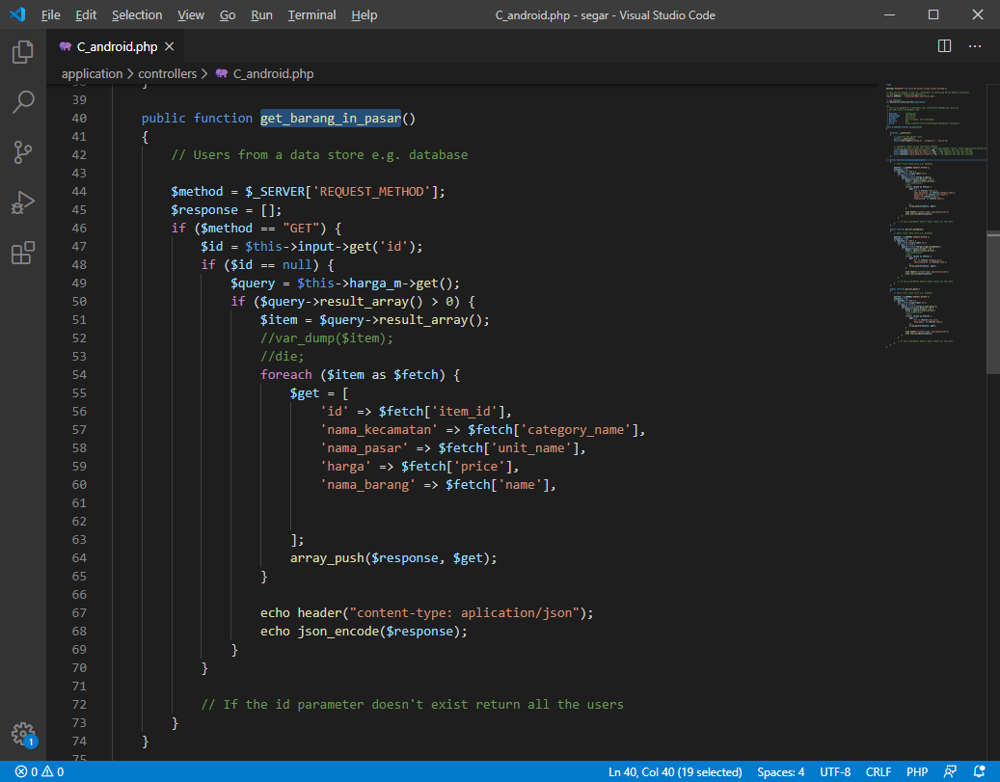 File Edit Selection View Go Run Terminal Help C_android.php - segar - Visual Studio Code
C_android.php
application > controllers > C_android.php
39
40 public function get_barang_in_pasar()
41 {
42 // Users from a data store e.g. database
43
44 $method = $_SERVER['REQUEST_METHOD'];
45 $response = [];
46 if ($method == "GET") {
47 $id = $this->input->get('id');
48 if ($id == null) {
49 $query = $this->harga_m->get();
50 if ($query->result_array() > 0) {
51 $item = $query->result_array();
52 //var_dump($item);
53 //die;
54 foreach ($item as $fetch) {
55 $get = [
56 'id' => $fetch['item_id'],
57 'nama_kecamatan' => $fetch['category_name'],
58 'nama_pasar' => $fetch['unit_name'],
59 'harga' => $fetch['price'],
60 'nama_barang' => $fetch['name'],
61
62
63 ];
64 array_push($response, $get);
65 }
66
67 echo header("content-type: aplication/json");
68 echo json_encode($response);
69 }
70 }
71
72 // If the id parameter doesn't exist return all the users
73 }
74 }
75
1
0 0 Ln 40, Col 40 (19 selected) Spaces: 4 UTF-8 CRLF PHP